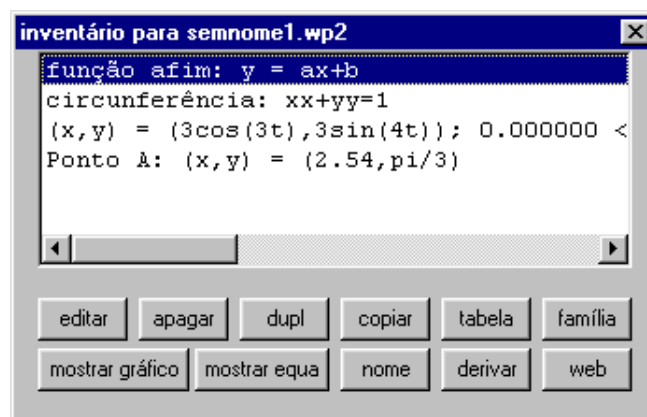 inventário para semnome1.wp2
função afim: y = ax+b
circunferência: xx+yy=1
(x,y) = (3cos(3t),3sin(4t)); 0.000000 <
Ponto A: (x,y) = (2.54,pi/3)
editar apagar dupl copiar tabela família
mostrar gráfico mostrar equa nome derivar web